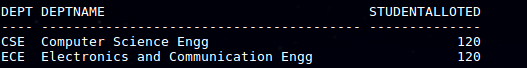 DEPT DEPTNAME STUDENTALLOTED
---- ---------------------------------------- --------------
CSE Computer Science Engg 120
ECE Electronics and Communication Engg 120